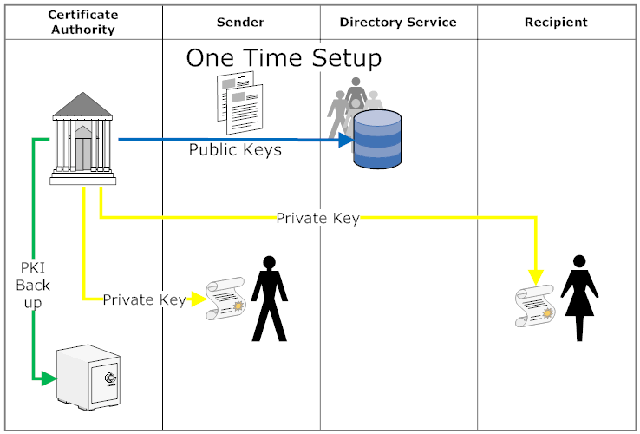 Certificate
Authority
Sender
Directory Service
Recipient
One Time Setup
Public Keys
Private Key
PKI
Back
up
Private Key